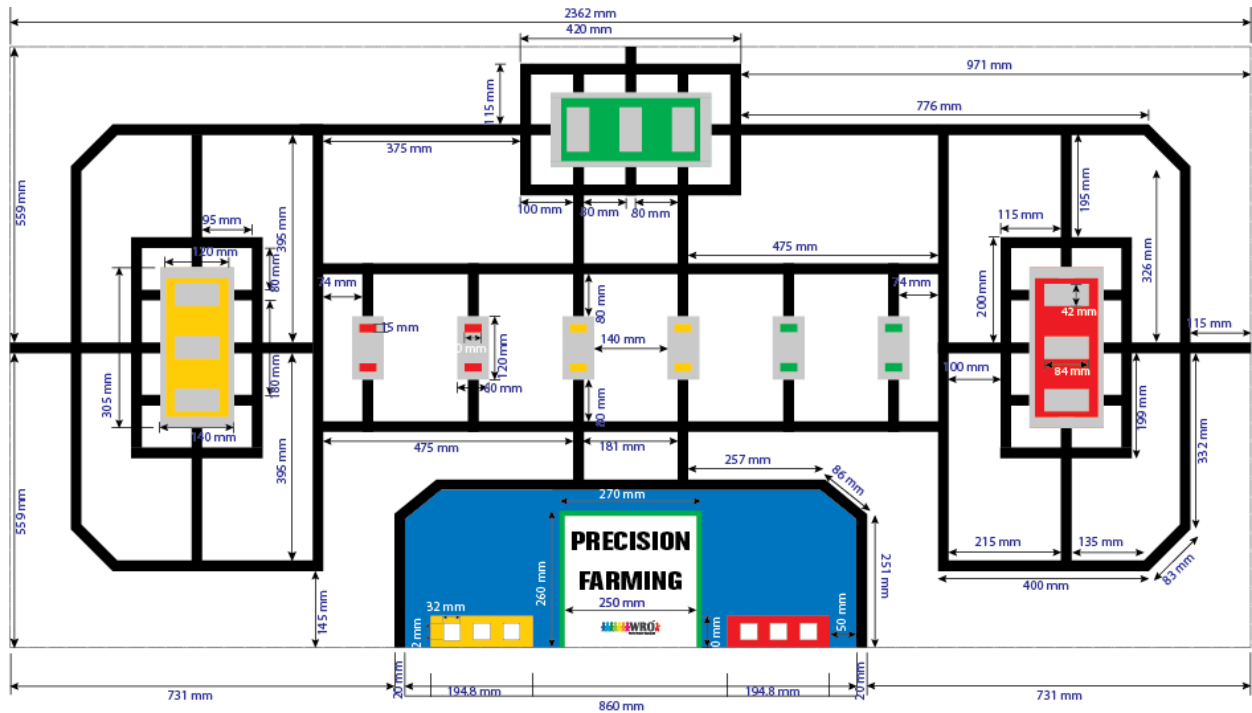 2362 mm
420 mm
971 mm
115 mm
776 mm
375 mm
559 mm
395 mm
195 mm
100 mm
80 mm
80 mm
95 mm
115 mm
475 mm
120 mm
80 mm
326 mm
200 mm
74 mm
74 mm
80 mm
42 mm
15 mm
115 mm
140 mm
120 mm
180 mm
100 mm
84 mm
305 mm
199 mm
140 mm
475 mm
181 mm
332 mm
257 mm
86 mm
395 mm
559 mm
270 mm
PRECISION
FARMING
260 mm
251 mm
215 mm
135 mm
83 mm
400 mm
250 mm
32 mm
50 mm
145 mm
WRO
20 mm
194.8 mm
194.8 mm
20 mm
731 mm
860 mm
731 mm